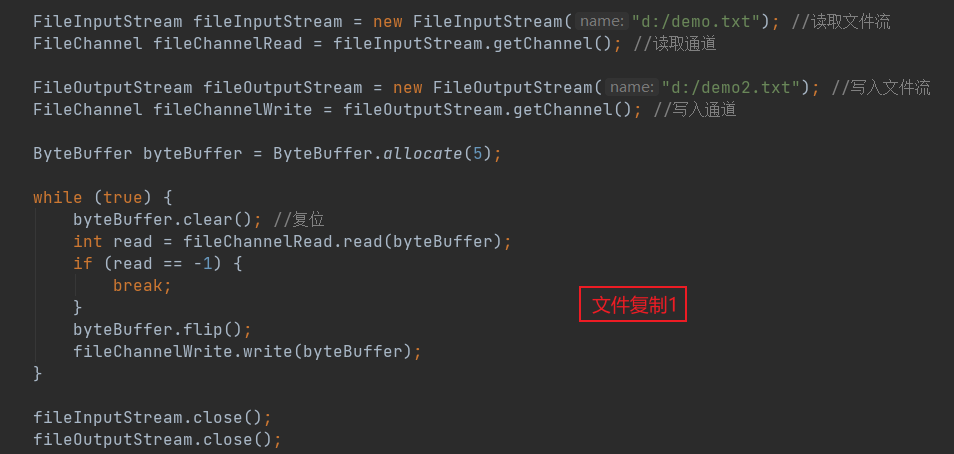 FileInputStream fileInputStream = new FileInputStream( name: "d:/demo.txt"); //读取文件流
FileChannel fileChannelRead = fileInputStream.getChannel(); //读取通道
FileOutputStream fileOutputStream = new FileOutputStream( name: "d:/demo2.txt"); //写入文件流
FileChannel fileChannelWrite = fileOutputStream.getChannel(); //写入通道
ByteBuffer byteBuffer = ByteBuffer.allocate(5);
while (true) {
    byteBuffer.clear(); //复位
    int read = fileChannelRead.read(byteBuffer);
    if (read == -1) {
        break;
    }
    byteBuffer.flip();
    fileChannelWrite.write(byteBuffer);
}
文件复制1
fileInputStream.close();
fileOutputStream.close();